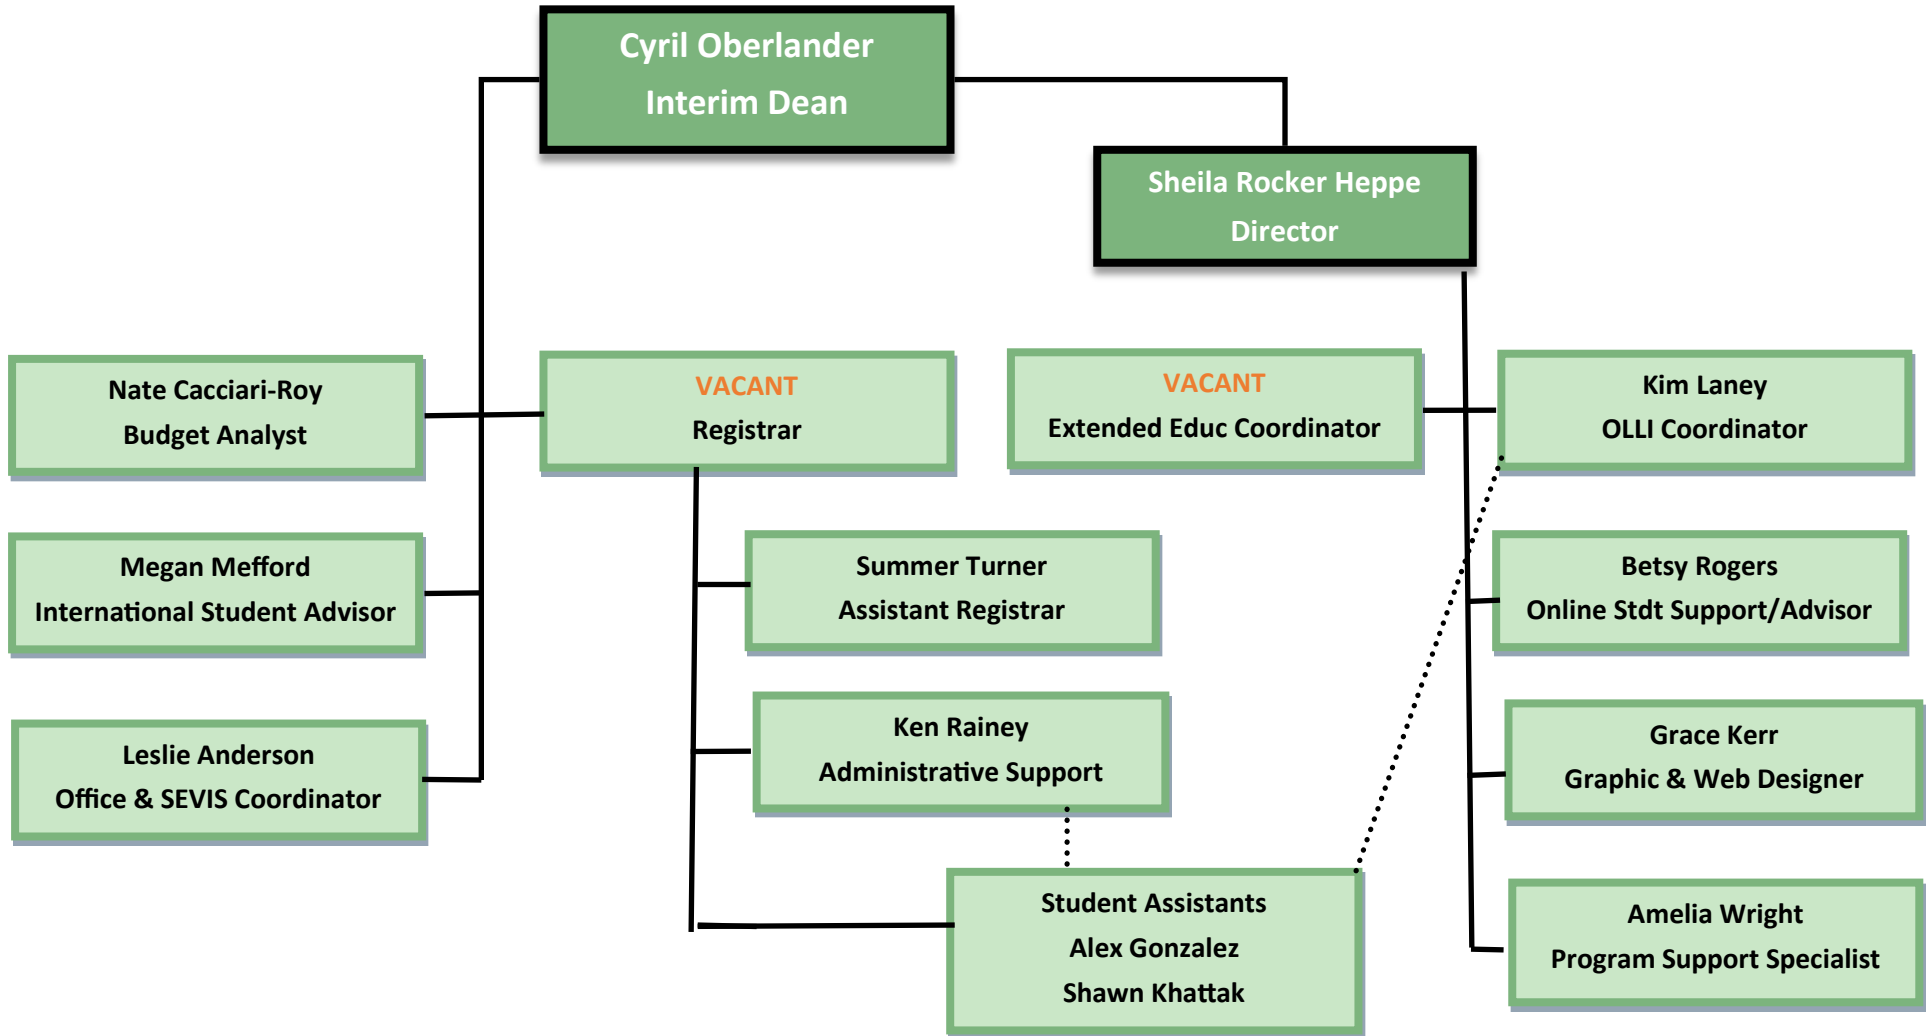 Cyril Oberlander
Interim Dean
Sheila Rocker Heppe
Director
Nate Cacciari-Roy
Budget Analyst
VACANT
Registrar
VACANT
Extended Educ Coordinator
Kim Laney
OLLI Coordinator
Megan Mefford
International Student Advisor
Summer Turner
Assistant Registrar
Betsy Rogers
Online Stdt Support/Advisor
Leslie Anderson
Office & SEVIS Coordinator
Ken Rainey
Administrative Support
Grace Kerr
Graphic & Web Designer
Student Assistants
Alex Gonzalez
Shawn Khattak
Amelia Wright
Program Support Specialist